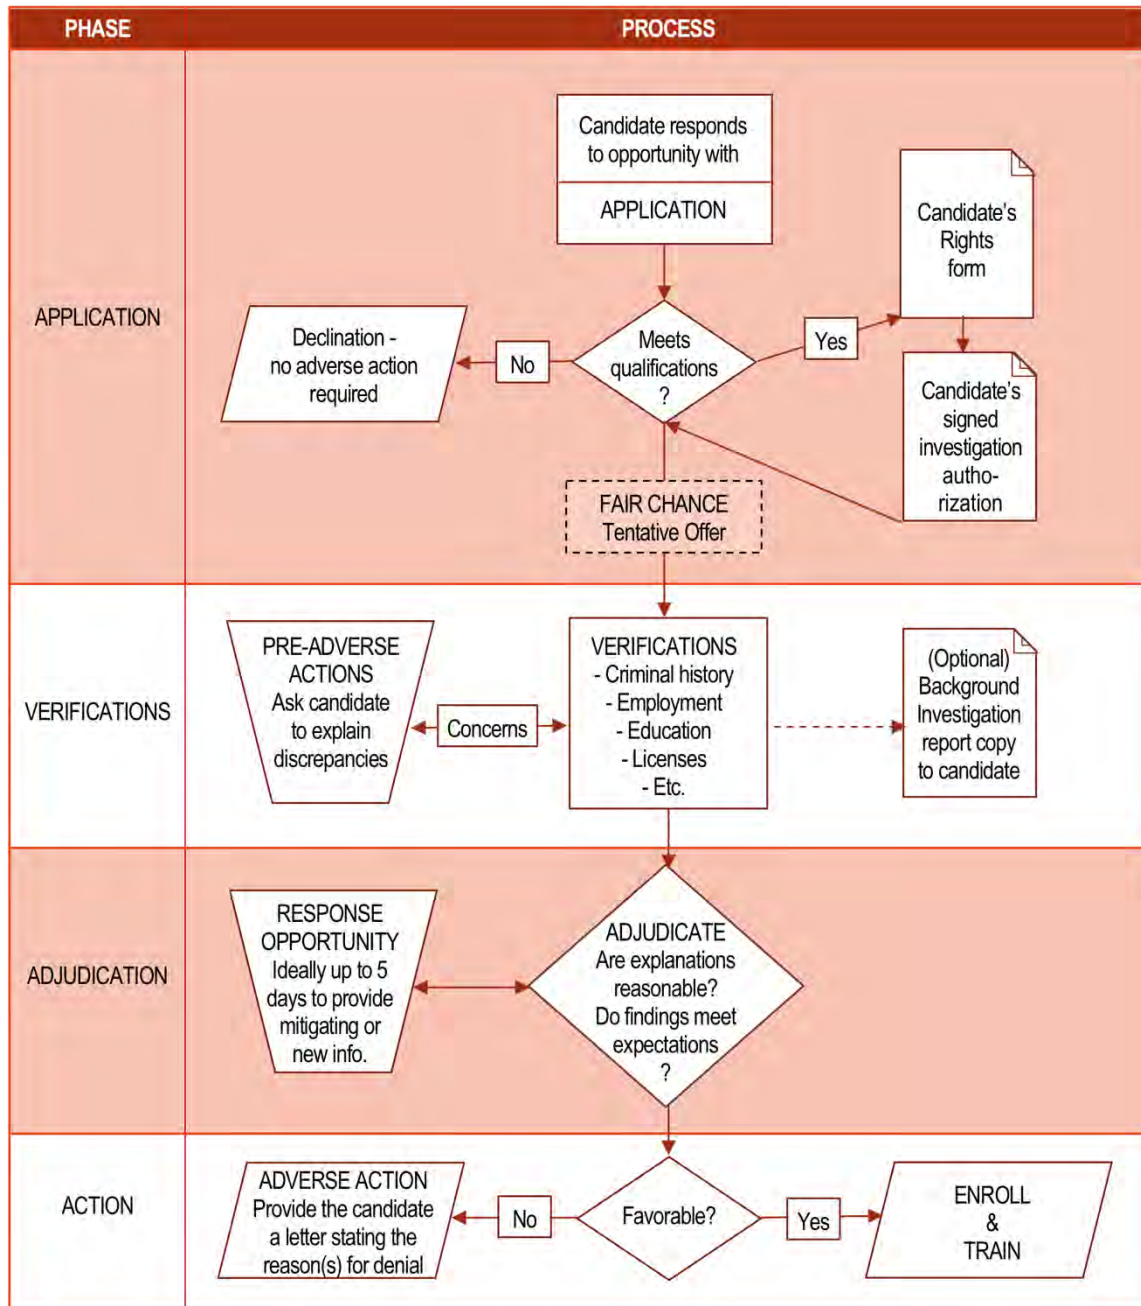 PHASE
PROCESS
APPLICATION
Candidate responds
to opportunity with
APPLICATION
Candidate's
Rights
form
Declination -
no adverse action
required
No
Meets
qualifications
?
Yes
Candidate's
signed
investigation
autho-
rization
FAIR CHANCE
Tentative Offer
VERIFICATIONS
PRE-ADVERSE
ACTIONS
Ask candidate
to explain
discrepancies
Concerns
VERIFICATIONS
- Criminal history
- Employment
- Education
- Licenses
- Etc.
(Optional)
Background
Investigation
report copy
to candidate
ADJUDICATION
RESPONSE
OPPORTUNITY
Ideally up to 5
days to provide
mitigating or
new info.
ADJUDICATE
Are explanations
reasonable?
Do findings meet
expectations
?
ACTION
ADVERSE ACTION
Provide the candidate
a letter stating the
reason(s) for denial
No
Favorable?
Yes
ENROLL
&
TRAIN